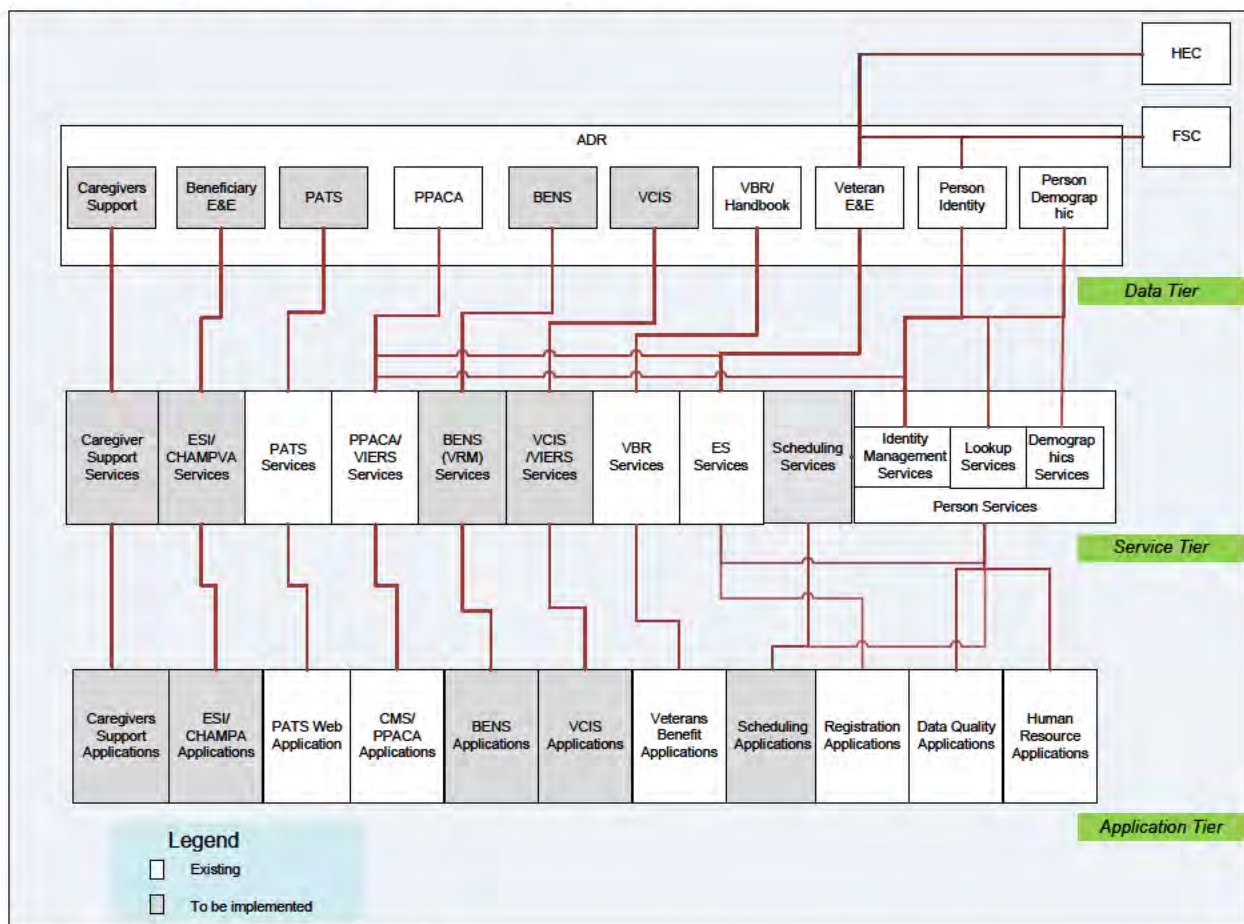 HEC
FSC
ADR
Caregivers
Support
Beneficiary
E&E
PATS
PPACA
BENS
VCIS
VBR/
Handbook
Veteran
E&E
Person
Identity
Person
Demograp
hic
Data Tier
Caregiver
Support
Services
ESI/
CHAMPVA
Services
PATS
Services
PPACA/
VIERS
Services
BENS
(VRM)
Services
VCIS
/VIERS
Services
VBR
Services
ES
Services
Scheduling
Services
Identity
Management
Services
Lookup
Services
Demograp
hics
Services
Person Services
Service Tier
Caregivers
Support
Applications
ESI/
CHAMPA
Applications
PATS Web
Application
CMS/
PPACA
Applications
BENS
Applications
VCIS
Applications
Veterans
Benefit
Applications
Scheduling
Applications
Registration
Applications
Data Quality
Applications
Human
Resource
Applications
Application Tier
Legend
Existing
To be implemented